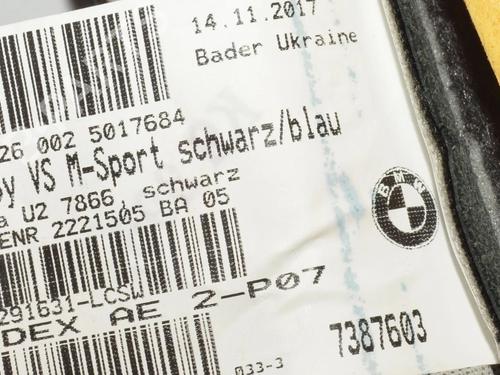 14.11.2017
Bader Ukraine
26 002 5017684
oy VS M-Sport schwarz/blau
a U2 7866, schwarz
ENR 2221505 BA 05
BMW
291631-LCSW
DEX AE 2-P07
7387603
033-3